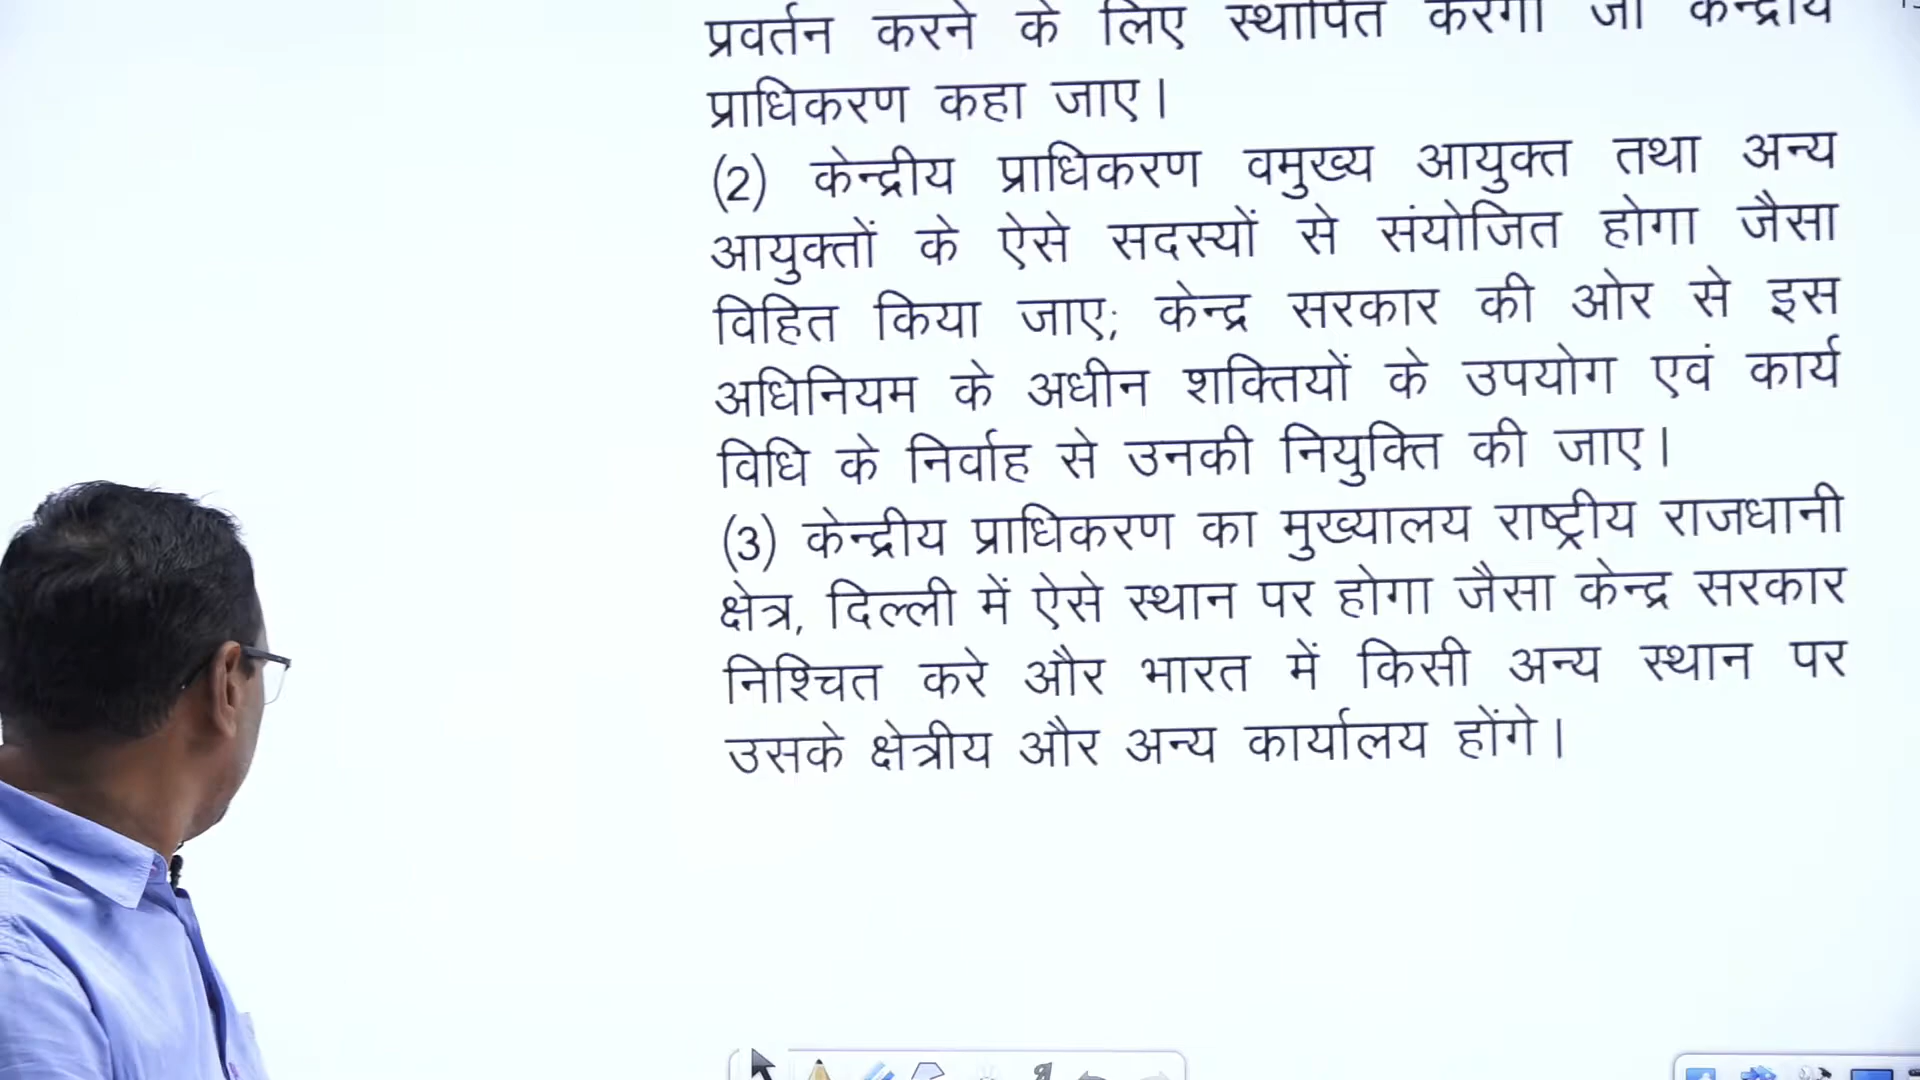 प्रवर्तन करने के लिए स्थापित करेगा जो केन्द्रीय
प्राधिकरण कहा जाए।
(2) केन्द्रीय प्राधिकरण वमुख्य आयुक्त तथा अन्य
आयुक्तों के ऐसे सदस्यों से संयोजित होगा जैसा
विहित किया जाए; केन्द्र सरकार की ओर से इस
अधिनियम के अधीन शक्तियों के उपयोग एवं कार्य
विधि के निर्वाह से उनकी नियुक्ति की जाए।
(3) केन्द्रीय प्राधिकरण का मुख्यालय राष्ट्रीय राजधानी
क्षेत्र, दिल्ली में ऐसे स्थान पर होगा जैसा केन्द्र सरकार
निश्चित करे और भारत में किसी अन्य स्थान पर
उसके क्षेत्रीय और अन्य कार्यालय होंगे।